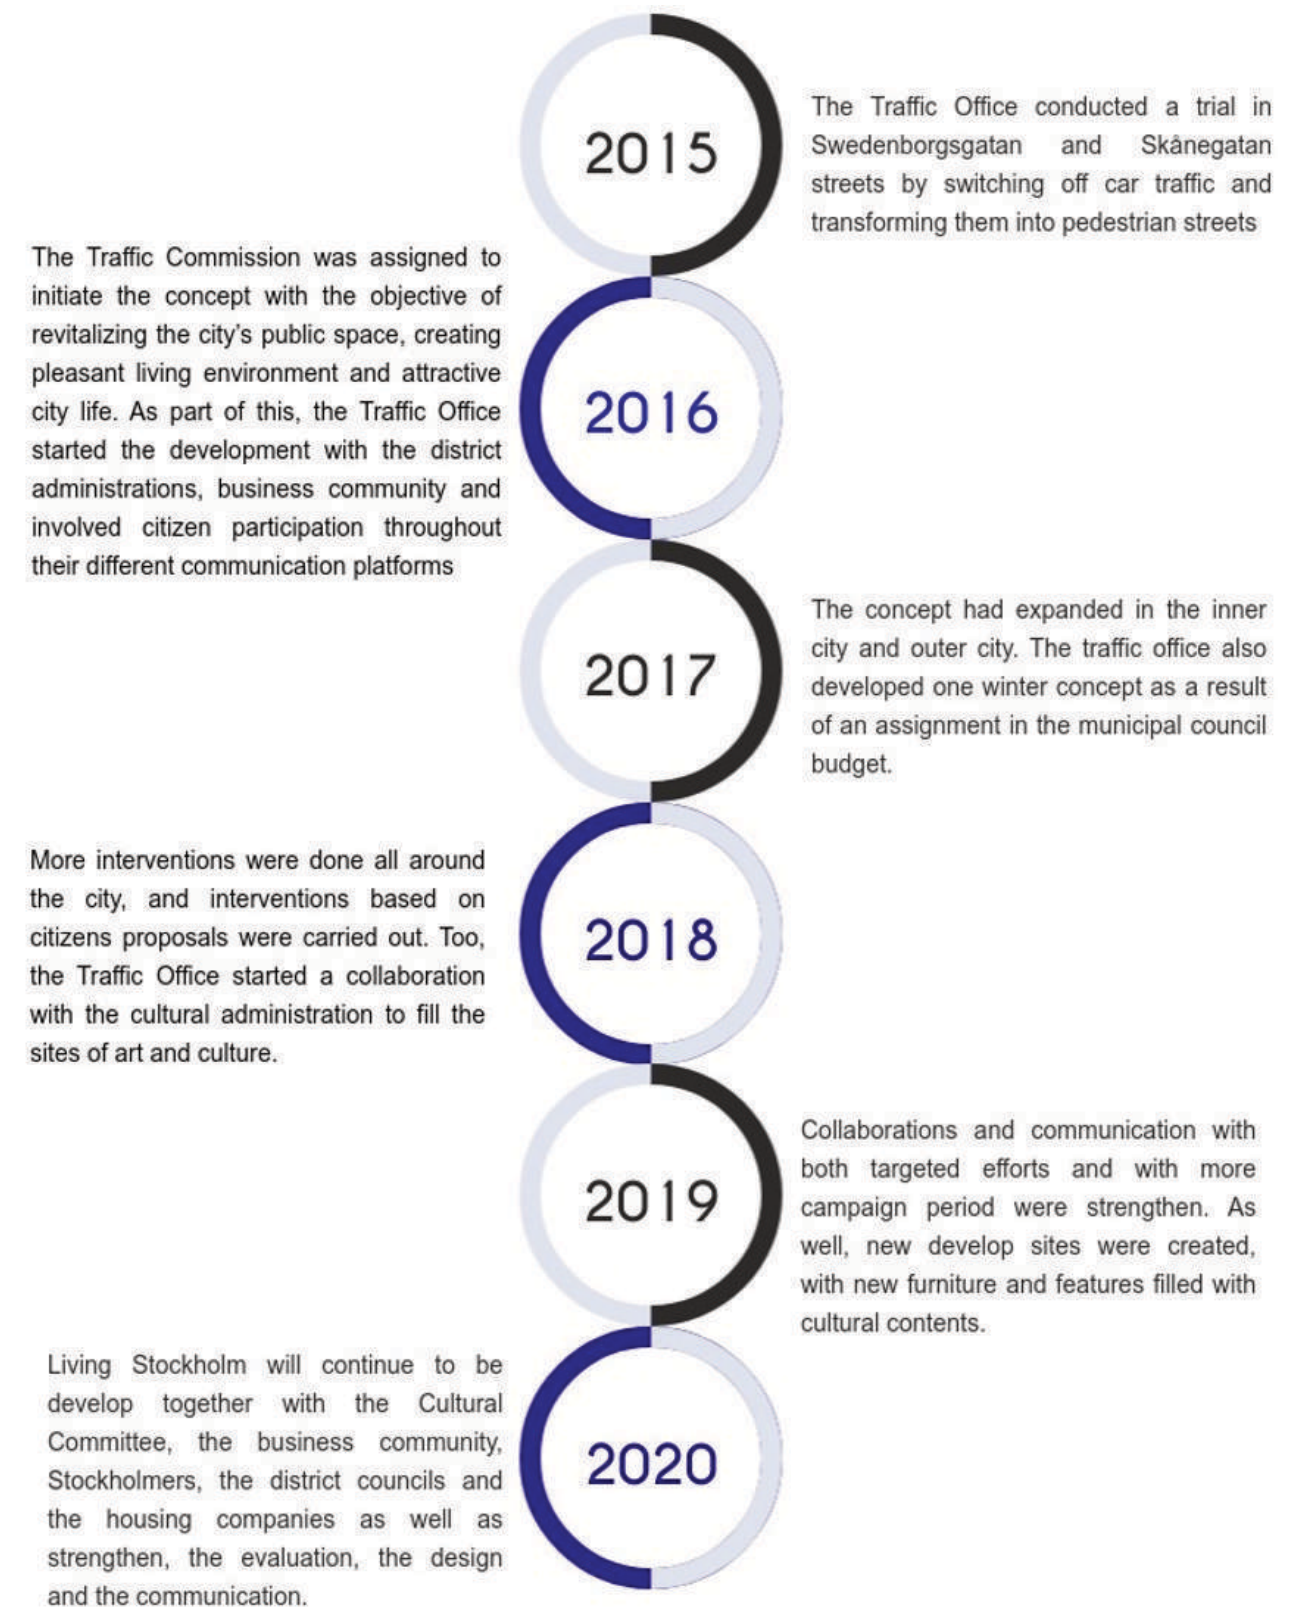 2015
The Traffic Office conducted a trial in
Swedenborgsgatan and Skånegatan
streets by switching off car traffic and
transforming them into pedestrian streets
The Traffic Commission was assigned to
initiate the concept with the objective of
revitalizing the city's public space, creating
pleasant living environment and attractive
city life. As part of this, the Traffic Office
started the development with the district
administrations, business community and
involved citizen participation throughout
their different communication platforms
2016
2017
The concept had expanded in the inner
city and outer city. The traffic office also
developed one winter concept as a result
of an assignment in the municipal council
budget.
More interventions were done all around
the city, and interventions based on
citizens proposals were carried out. Too,
the Traffic Office started a collaboration
with the cultural administration to fill the
sites of art and culture.
2018
2019
Collaborations and communication with
both targeted efforts and with more
campaign period were strengthen. As
well, new develop sites were created,
with new furniture and features filled with
cultural contents.
Living Stockholm will continue to be
develop together with the Cultural
Committee, the business community,
Stockholmers, the district councils and
the housing companies as well as
strengthen, the evaluation, the design
and the communication.
2020